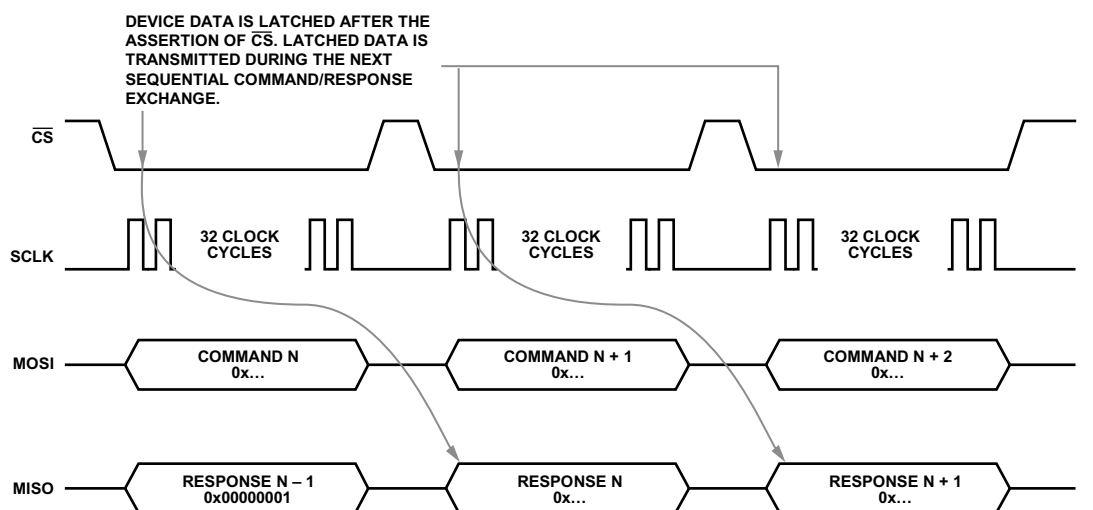 DEVICE DATA IS LATCHED AFTER THE
ASSERTION OF CS. LATCHED DATA IS
TRANSMITTED DURING THE NEXT
SEQUENTIAL COMMAND/RESPONSE
EXCHANGE.
CS
SCLK
32 CLOCK
CYCLES
32 CLOCK
CYCLES
32 CLOCK
CYCLES
MOSI
COMMAND N
0x…
COMMAND N + 1
0x…
COMMAND N + 2
0x…
MISO
RESPONSE N – 1
0x00000001
RESPONSE N
0x…
RESPONSE N + 1
0x…